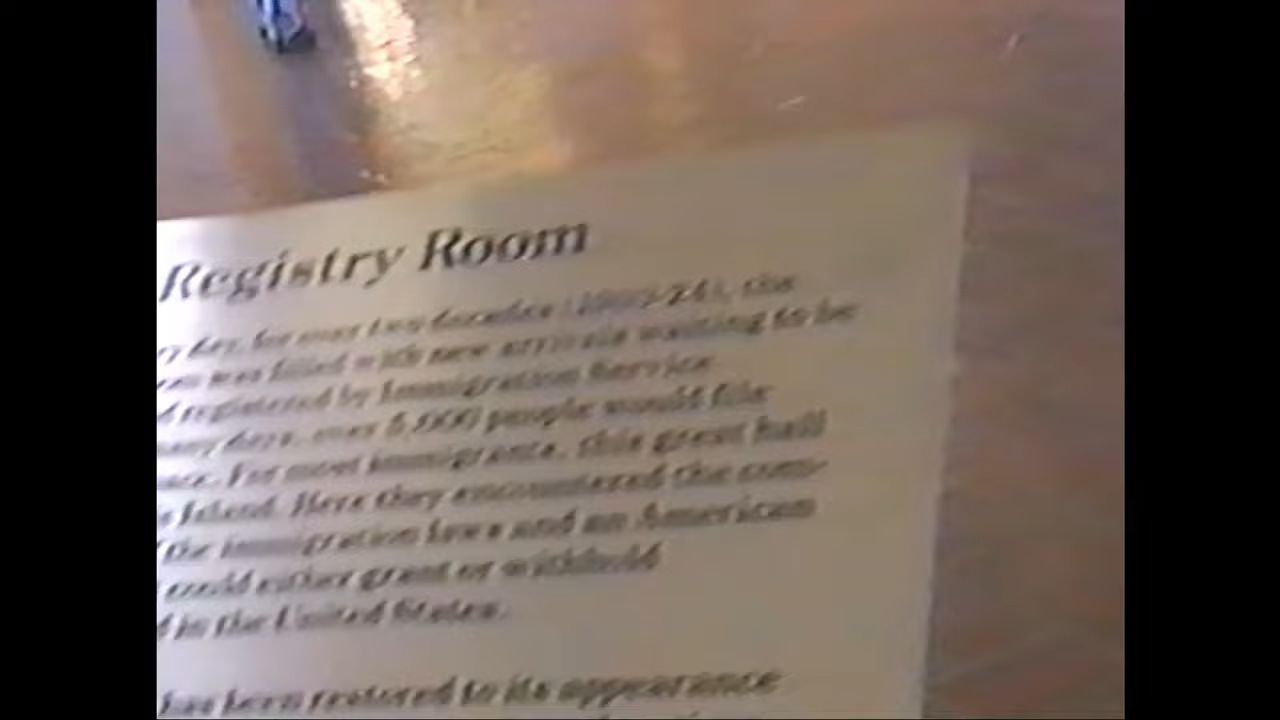 Registry Room
day, for over two decades (1900-24), the
was filled with new arrivals waiting to be
registered by Immigration Service
days, over 5,000 people would file
For most immigrants, this great hall
Island. Here they encountered the com-
the immigration laws and an American
could either grant or withhold
in the United States.
has been restored to its appearance